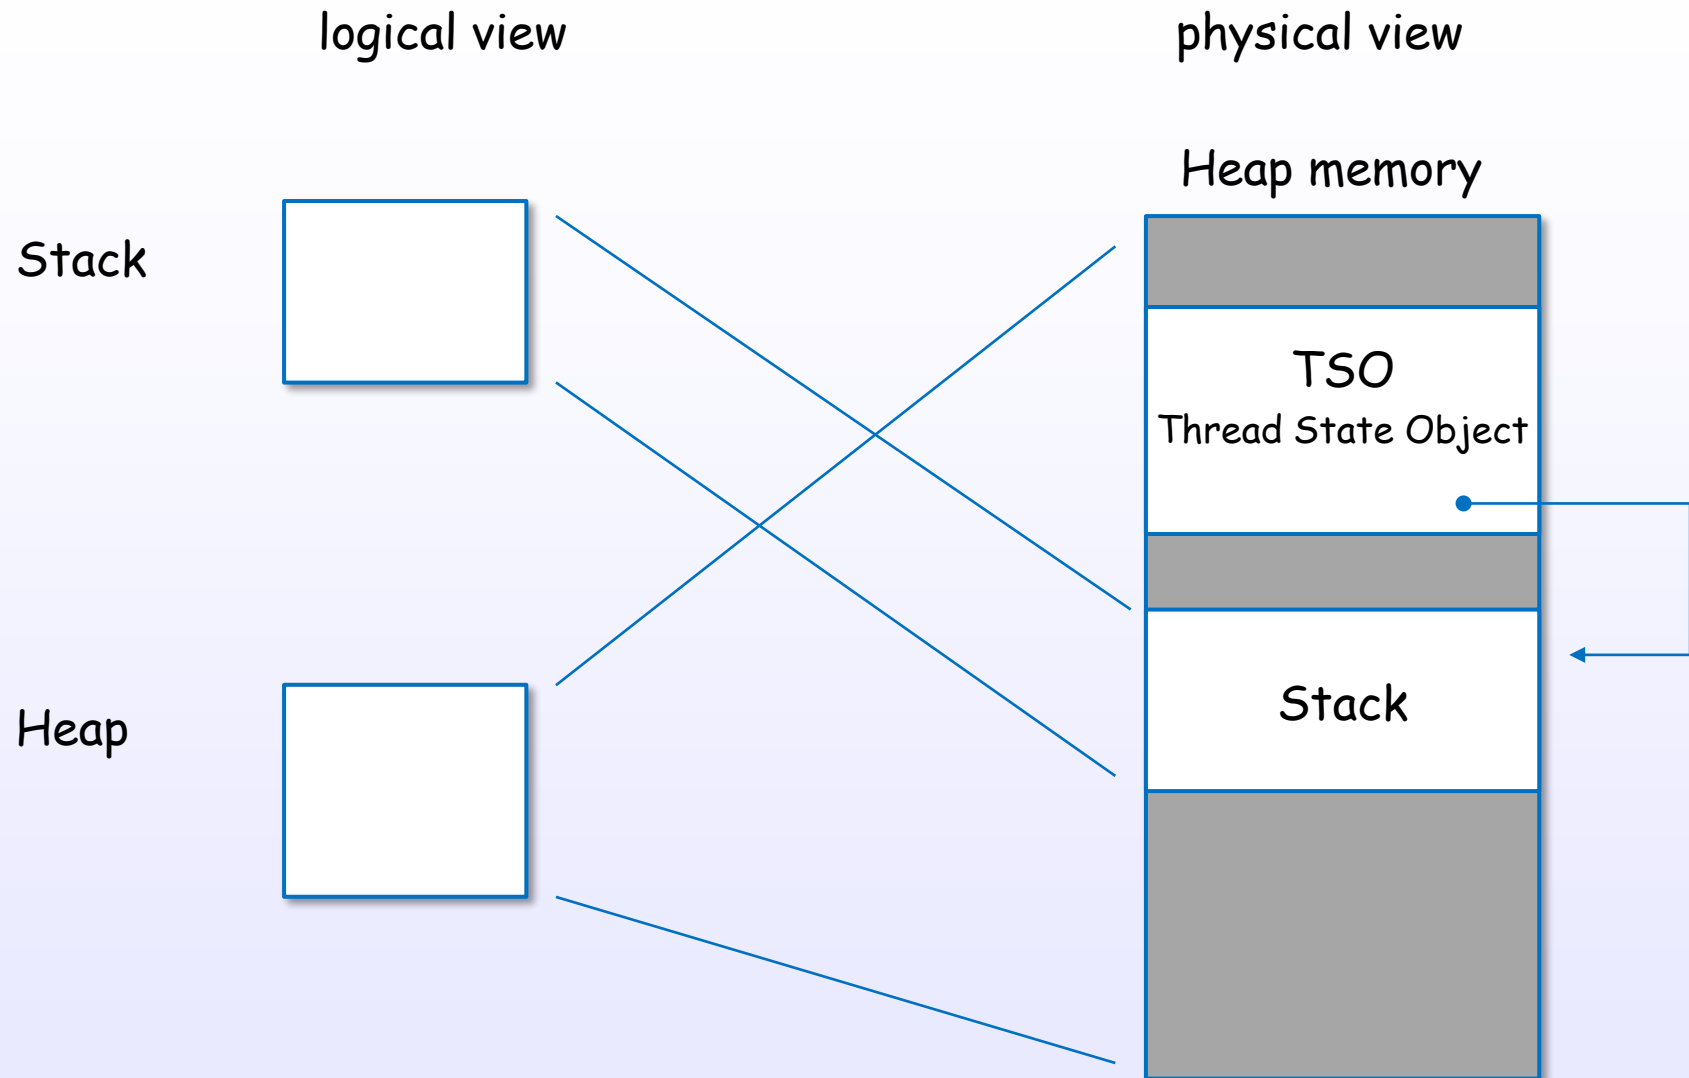 logical view
physical view
Heap memory
Stack
TSO
Thread State Object
Stack
Heap